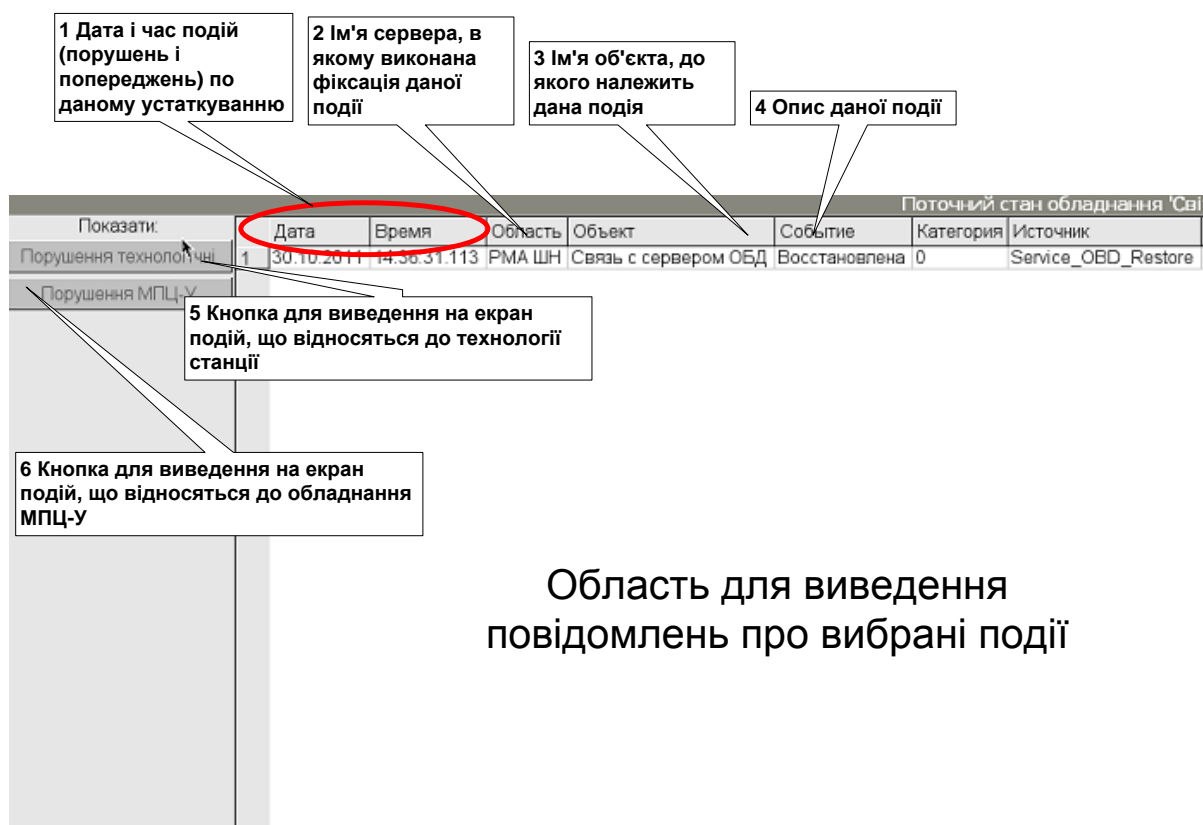 1 Дата і час подій
(порушень і
попереджень) по
даному устаткуванню
2 Ім'я сервера, в
якому виконана
фіксація даної
події
3 Ім'я об'єкта, до
якого належить
дана подія
4 Опис даної події
Поточний стан обладнання 'Сві
Показати:
Дата Время Область Объект Событие Категория Источник
Порушення технологічні 1 30.10.2011 14:36:31.113 РМА ШН Связь с сервером ОБД Восстановлена 0 Service_OBD_Restore
Порушення МПЦ-У
5 Кнопка для виведення на екран
подій, що відносяться до технології
станції
6 Кнопка для виведення на екран
подій, що відносяться до обладнання
МПЦ-У
Область для виведення
повідомлень про вибрані події